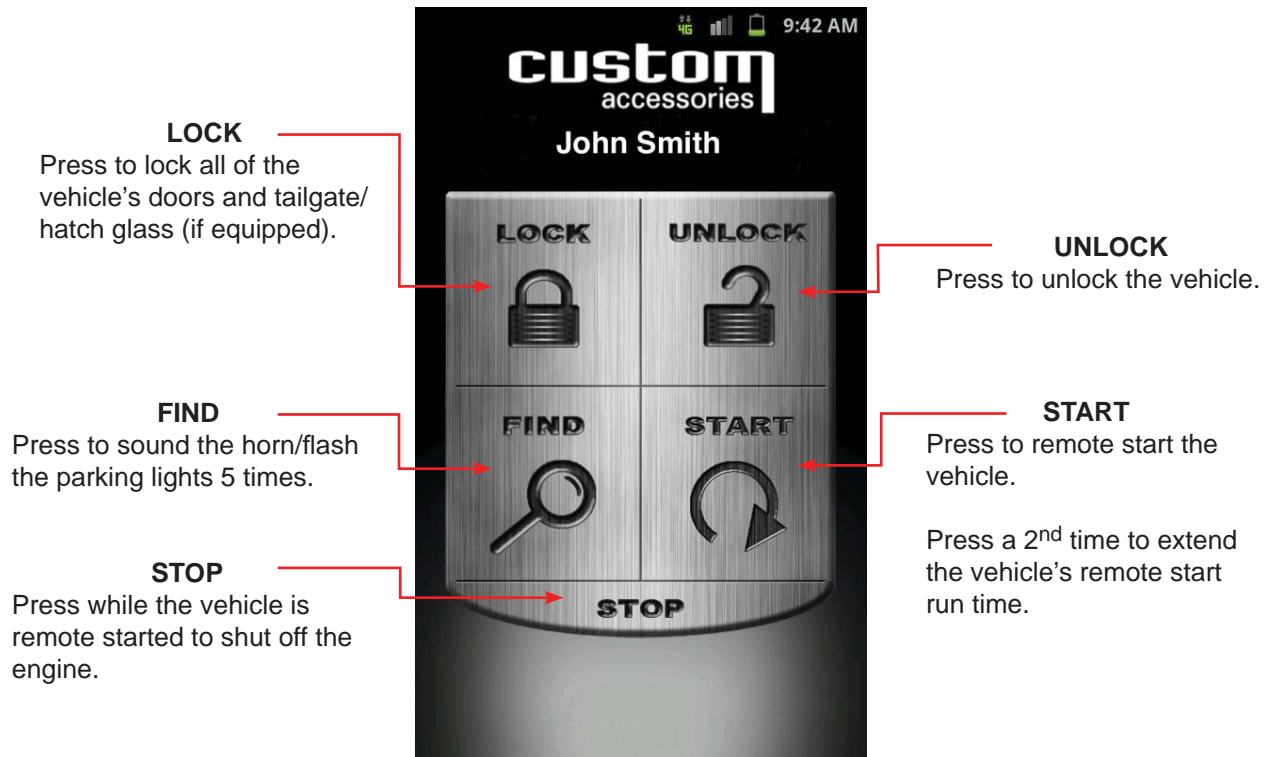 4G 9:42 AM
custom
accessories
John Smith
LOCK
Press to lock all of the
vehicle's doors and tailgate/
hatch glass (if equipped).
LOCK
UNLOCK
UNLOCK
Press to unlock the vehicle.
FIND
Press to sound the horn/flash
the parking lights 5 times.
FIND
START
START
Press to remote start the
vehicle.
Press a 2nd time to extend
the vehicle's remote start
run time.
STOP
Press while the vehicle is
remote started to shut off the
engine.
STOP